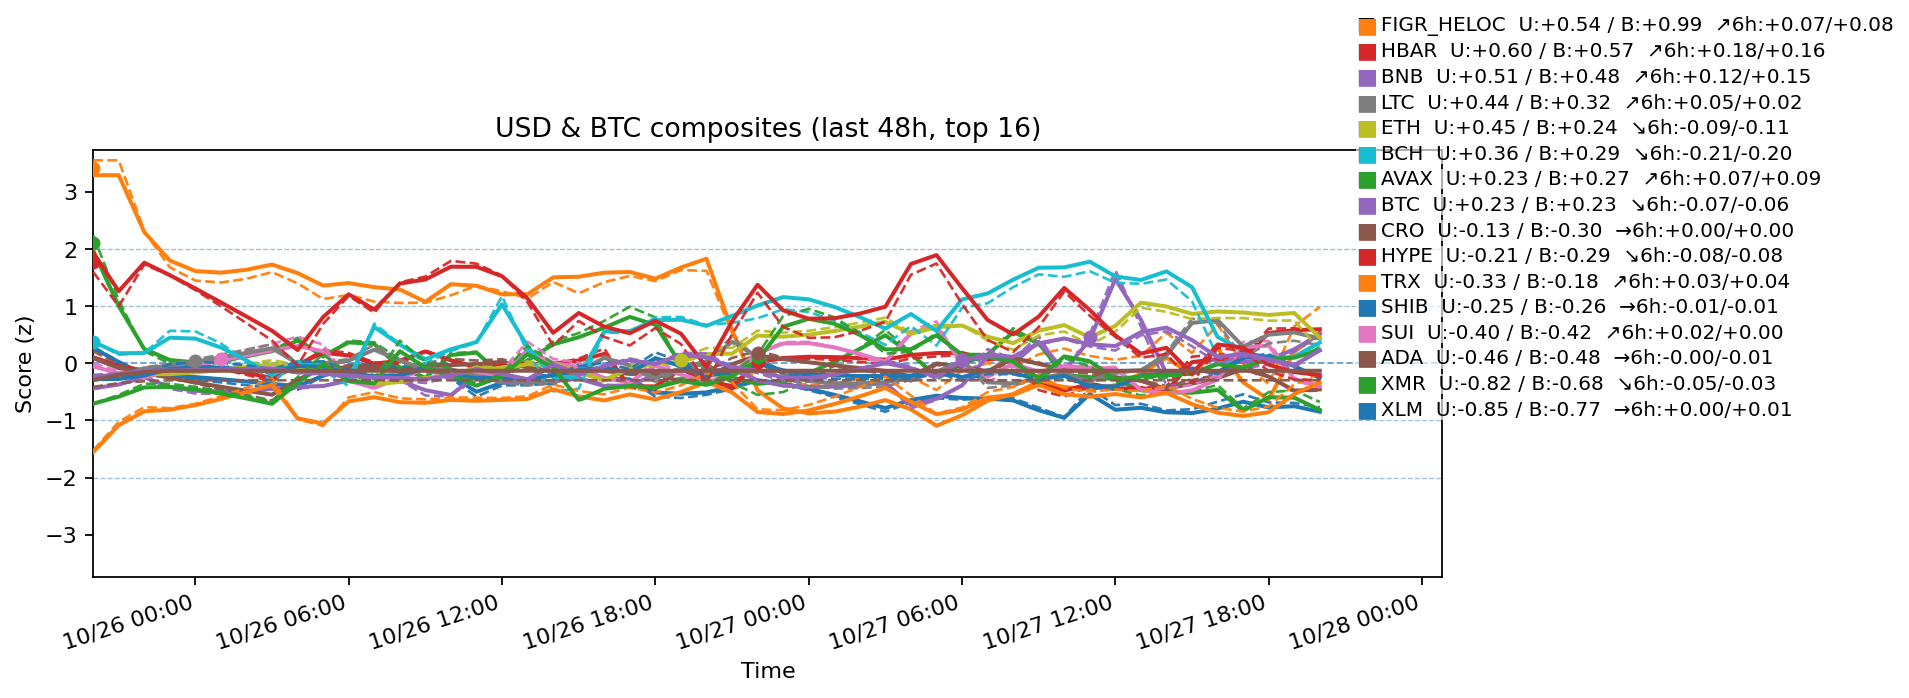 FIGR_HELOC  U:+0.54 / B:+0.99  ↗6h:+0.07/+0.08
HBAR  U:+0.60 / B:+0.57  ↗6h:+0.18/+0.16
BNB  U:+0.51 / B:+0.48  ↗6h:+0.12/+0.15
LTC  U:+0.44 / B:+0.32  ↗6h:+0.05/+0.02
ETH  U:+0.45 / B:+0.24  ↘6h:-0.09/-0.11
BCH  U:+0.36 / B:+0.29  ↘6h:-0.21/-0.20
AVAX  U:+0.23 / B:+0.27  ↗6h:+0.07/+0.09
BTC  U:+0.23 / B:+0.23  ↘6h:-0.07/-0.06
CRO  U:-0.13 / B:-0.30  →6h:+0.00/+0.00
HYPE  U:-0.21 / B:-0.29  ↘6h:-0.08/-0.08
TRX  U:-0.33 / B:-0.18  ↗6h:+0.03/+0.04
SHIB  U:-0.25 / B:-0.26  →6h:-0.01/-0.01
SUI  U:-0.40 / B:-0.42  ↗6h:+0.02/+0.00
ADA  U:-0.46 / B:-0.48  →6h:-0.00/-0.01
XMR  U:-0.82 / B:-0.68  ↘6h:-0.05/-0.03
XLM  U:-0.85 / B:-0.77  →6h:+0.00/+0.01
USD & BTC composites (last 48h, top 16)
Score (z)
3
2
1
0
−1
−2
−3
10/26 00:00
10/26 06:00
10/26 12:00
10/26 18:00
10/27 00:00
10/27 06:00
10/27 12:00
10/27 18:00
10/28 00:00
Time